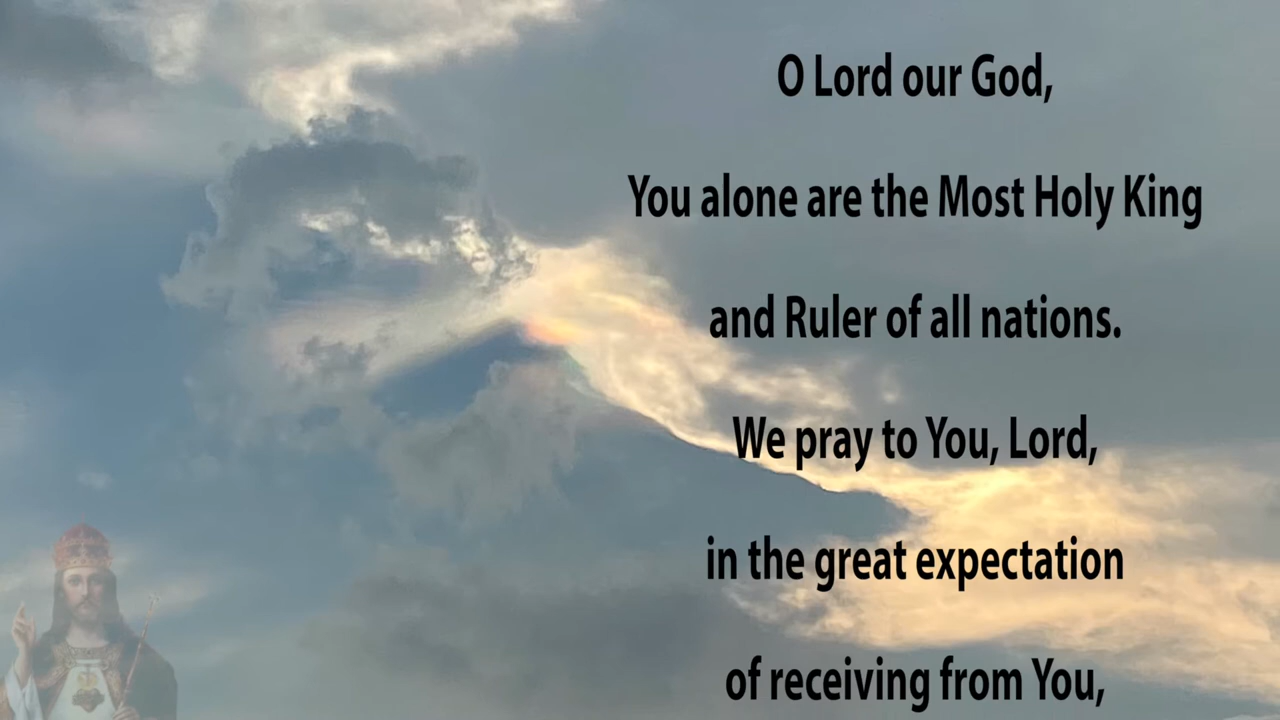 O Lord our God,
You alone are the Most Holy King
and Ruler of all nations.
We pray to You, Lord,
in the great expectation
of receiving from You,